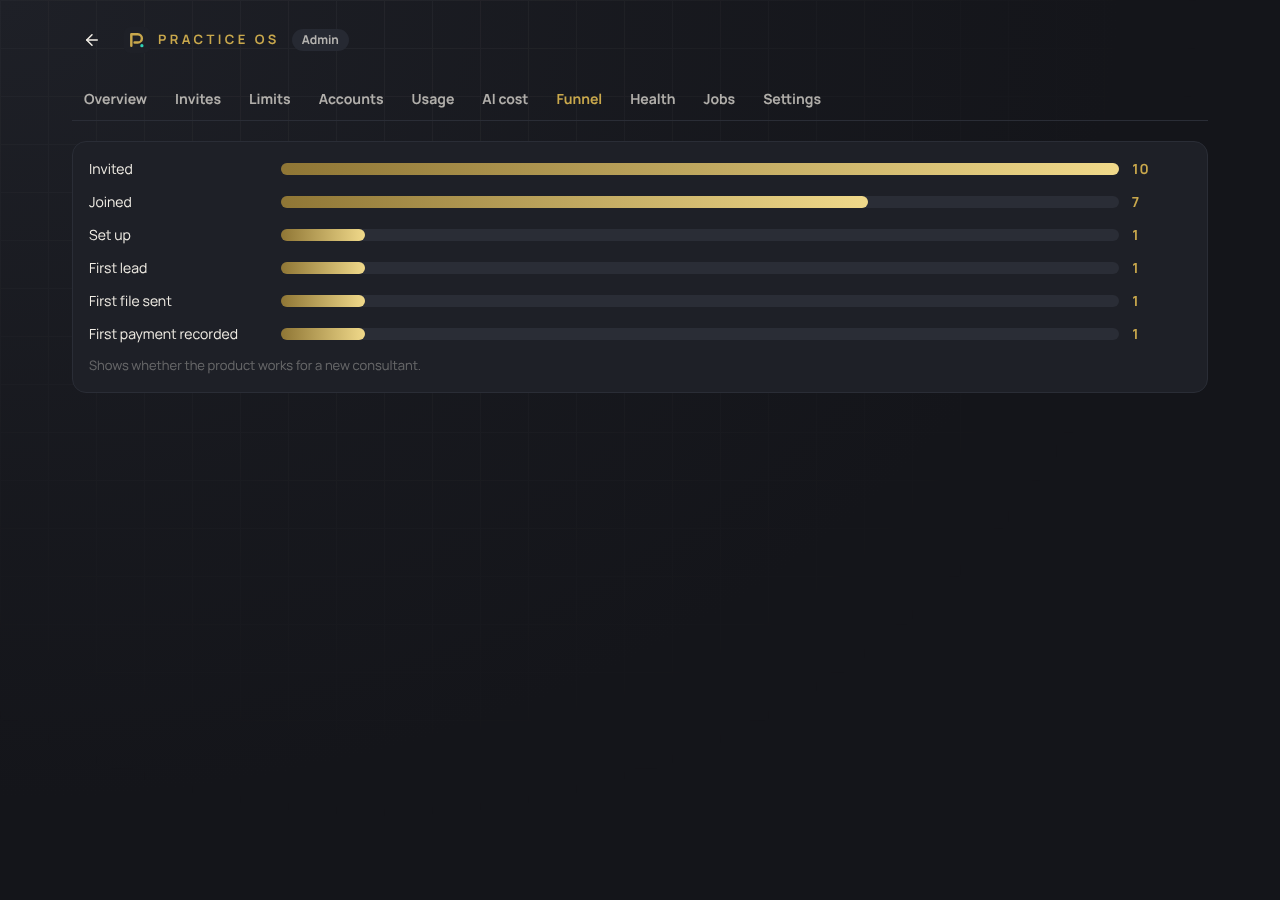 PRACTICE OS Admin
Overview Invites Limits Accounts Usage AI cost Funnel Health Jobs Settings
Invited 10
Joined 7
Set up 1
First lead 1
First file sent 1
First payment recorded 1
Shows whether the product works for a new consultant.